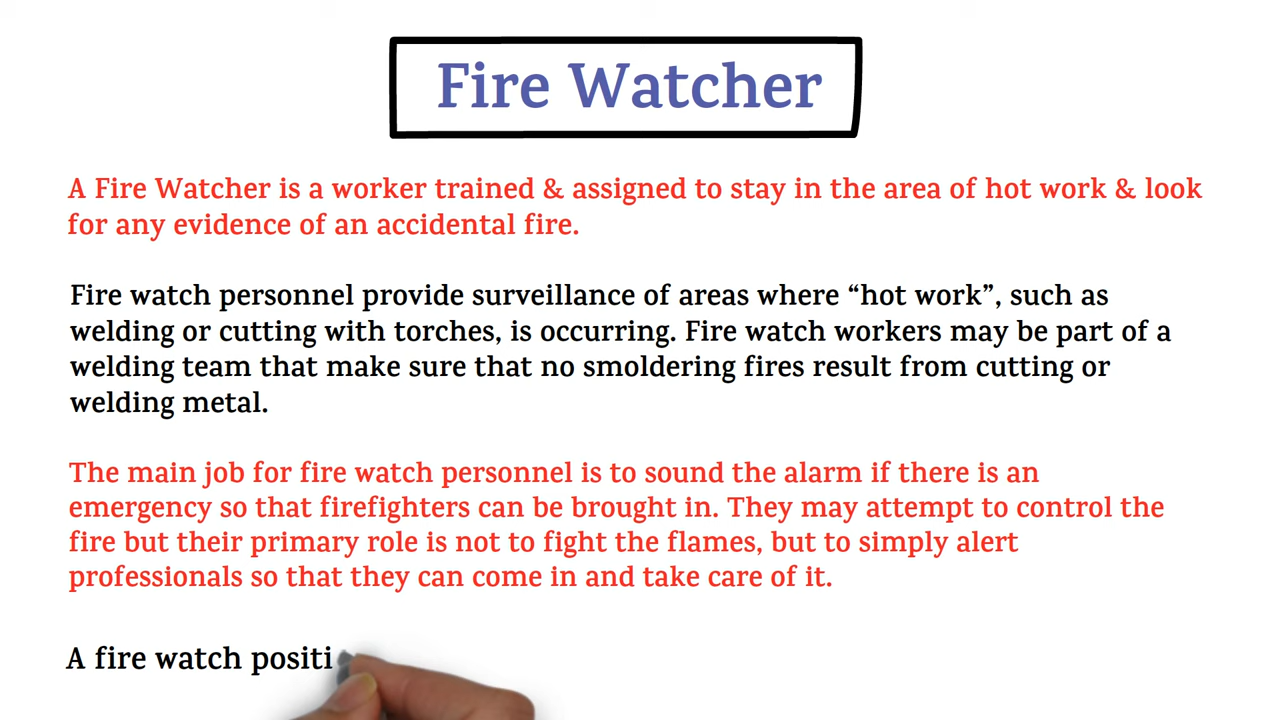 Fire Watcher
A Fire Watcher is a worker trained & assigned to stay in the area of hot work & look
for any evidence of an accidental fire.
Fire watch personnel provide surveillance of areas where “hot work”, such as
welding or cutting with torches, is occurring. Fire watch workers may be part of a
welding team that make sure that no smoldering fires result from cutting or
welding metal.
The main job for fire watch personnel is to sound the alarm if there is an
emergency so that firefighters can be brought in. They may attempt to control the
fire but their primary role is not to fight the flames, but to simply alert
professionals so that they can come in and take care of it.
A fire watch positi